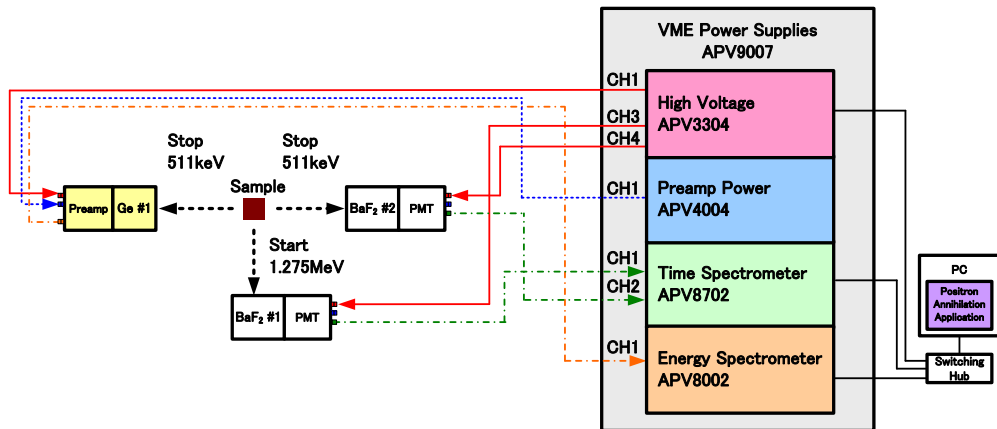 VME Power Supplies
APV9007
CH1
High Voltage
APV3304
CH3
CH4
Stop
511keV
Stop
511keV
Sample
CH1
Preamp Power
APV4004
Preamp
Ge #1
BaF₂ #2
PMT
Start
1.275MeV
CH1
Time Spectrometer
APV8702
CH2
BaF₂ #1
PMT
PC
Positron
Annihilation
Application
CH1
Energy Spectrometer
APV8002
Switching
Hub